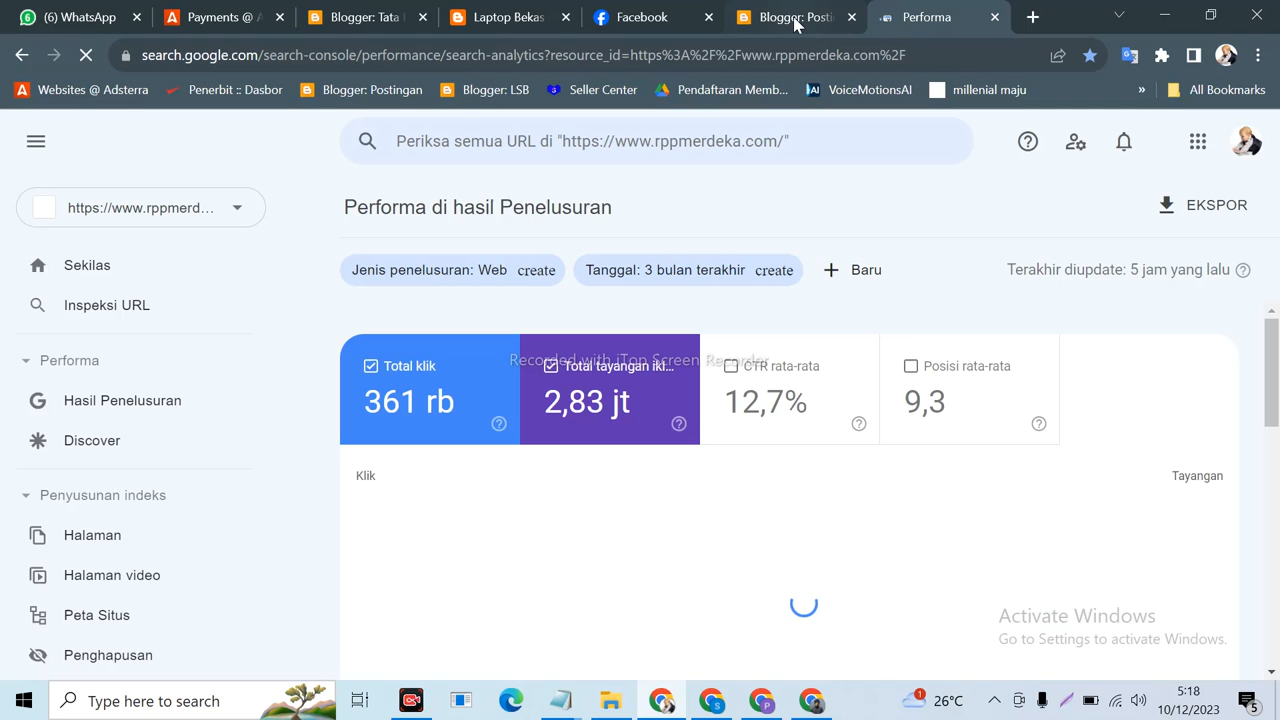 (6) WhatsApp
Payments @ A
Blogger: Tata
Laptop Bekas
Facebook
Blogger: Posti
Performa
search.google.com/search-console/performance/search-analytics?resource_id=https%3A%2F%2Fwww.rppmerdeka.com%2F
Websites @ Adsterra
Penerbit :: Dasbor
Blogger: Postingan
Blogger: LSB
Seller Center
Pendaftaran Memb...
VoiceMotionsAI
millenial maju
»
All Bookmarks
Periksa semua URL di "https://www.rppmerdeka.com/"
https://www.rppmerd...
Performa di hasil Penelusuran
EKSPOR
Sekilas
Inspeksi URL
Performa
Hasil Penelusuran
Discover
Penyusunan indeks
Halaman
Halaman video
Peta Situs
Penghapusan
Jenis penelusuran: Web create
Tanggal: 3 bulan terakhir create
+ Baru
Terakhir diupdate: 5 jam yang lalu
Recorded with iTop Screen Recorder
Total klik
361 rb
Total tayangan ikl...
2,83 jt
CTR rata-rata
12,7%
Posisi rata-rata
9,3
Klik
Tayangan
Activate Windows
Go to Settings to activate Windows.
Type here to search
S
P
1
26°C
5:18
10/12/2023
5